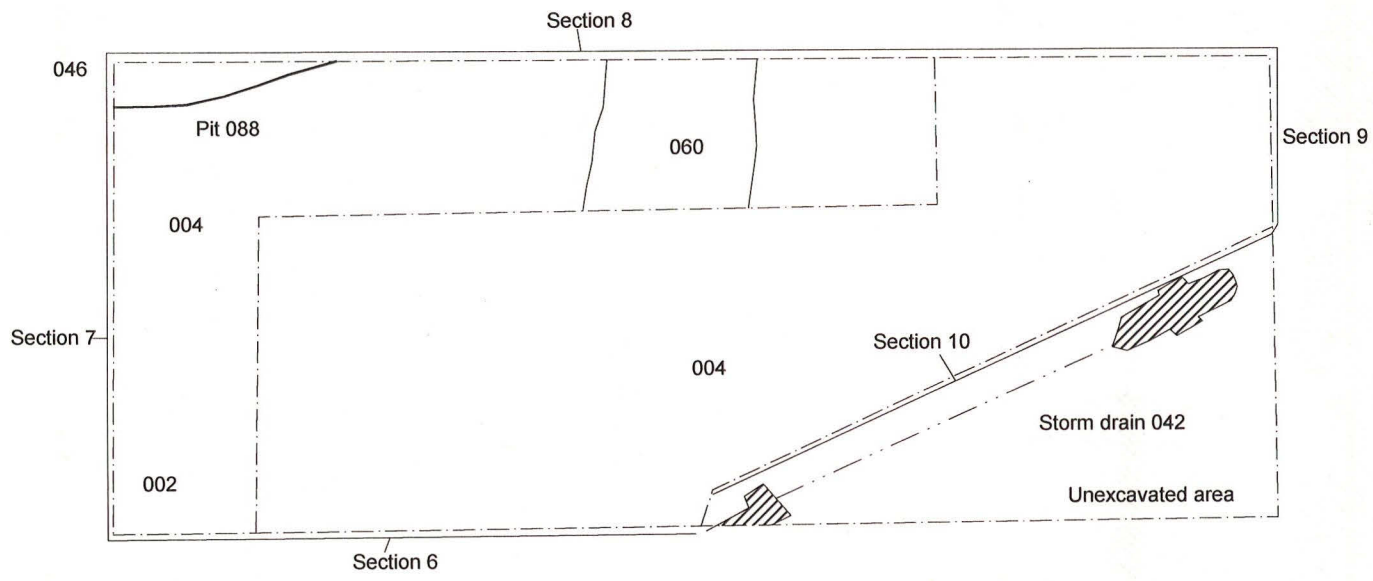 Section 8
046
Pit 088
060
Section 9
004
Section 7
Section 10
004
Storm drain 042
002
Unexcavated area
Section 6